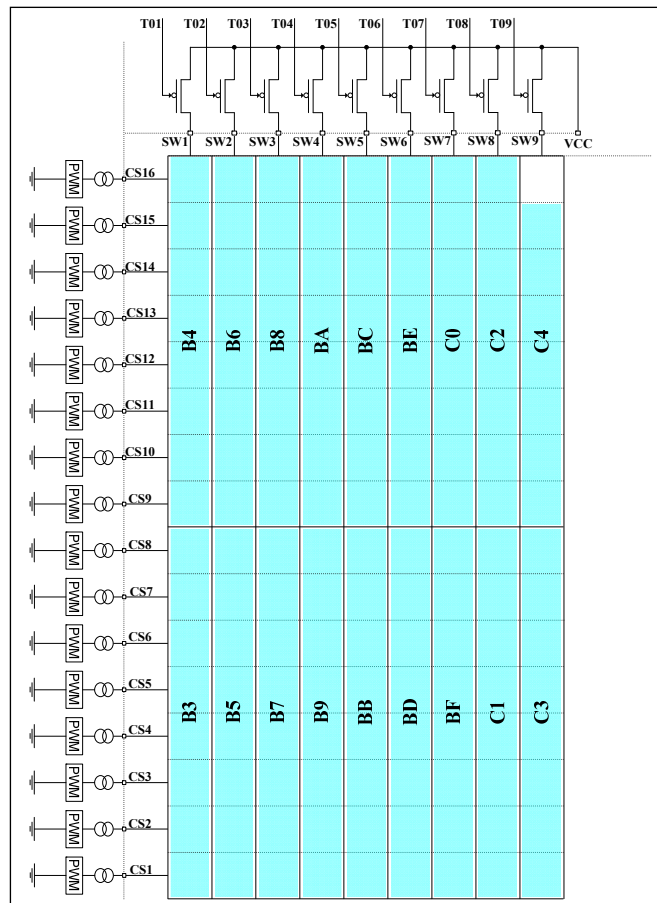 T01 T02 T03 T04 T05 T06 T07 T08 T09
SW1 SW2 SW3 SW4 SW5 SW6 SW7 SW8 SW9 VCC
PWM CS16
PWM CS15
PWM CS14
PWM CS13
B4 B6 B8 BA BC BE C0 C2 C4
PWM CS12
PWM CS11
PWM CS10
PWM CS9
PWM CS8
PWM CS7
PWM CS6
PWM CS5
B3 B5 B7 B9 BB BD BF C1 C3
PWM CS4
PWM CS3
PWM CS2
PWM CS1